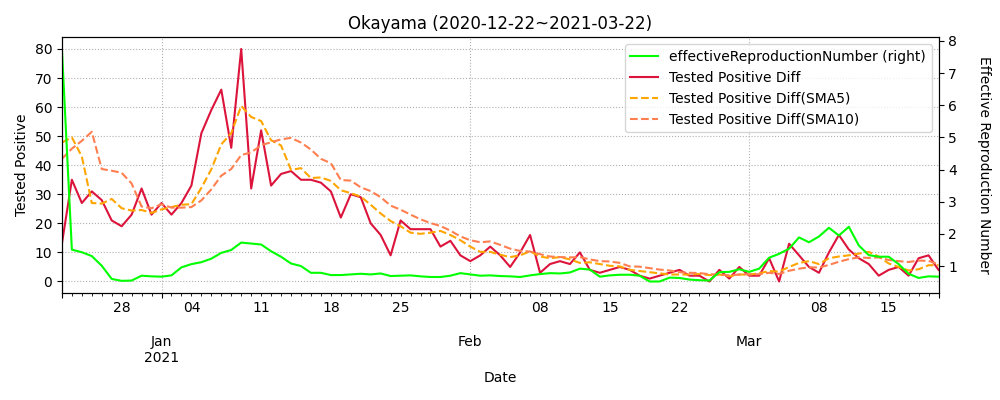 Okayama (2020-12-22~2021-03-22)
effectiveReproductionNumber (right)
Tested Positive Diff
Tested Positive Diff(SMA5)
Tested Positive Diff(SMA10)
Tested Positive
80
70
60
50
40
30
20
10
0
Effective Reproduction Number
8
7
6
5
4
3
2
1
28 04 11 18 25 08 15 22 08 15
Jan Feb Mar
2021
Date